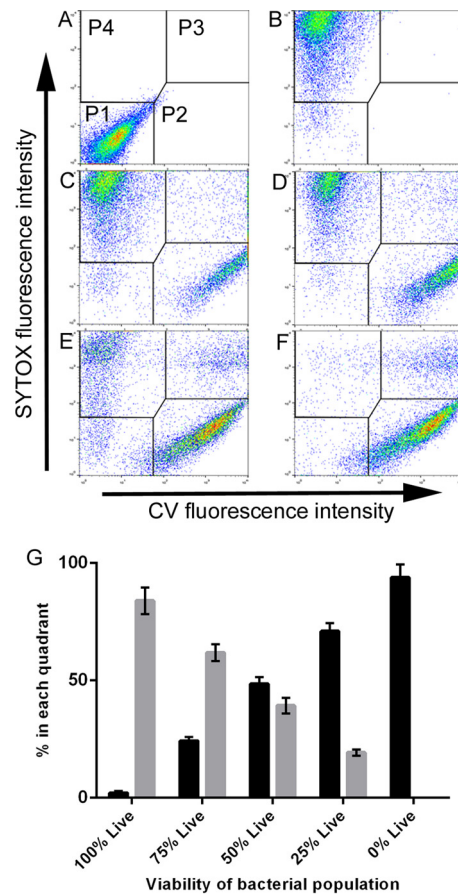 A P4 P3
P1 P2
B
C
D
E
F
SYTOX fluorescence intensity
CV fluorescence intensity
G
100
50
0
% in each quadrant
100% Live
75% Live
50% Live
25% Live
0% Live
Viability of bacterial population